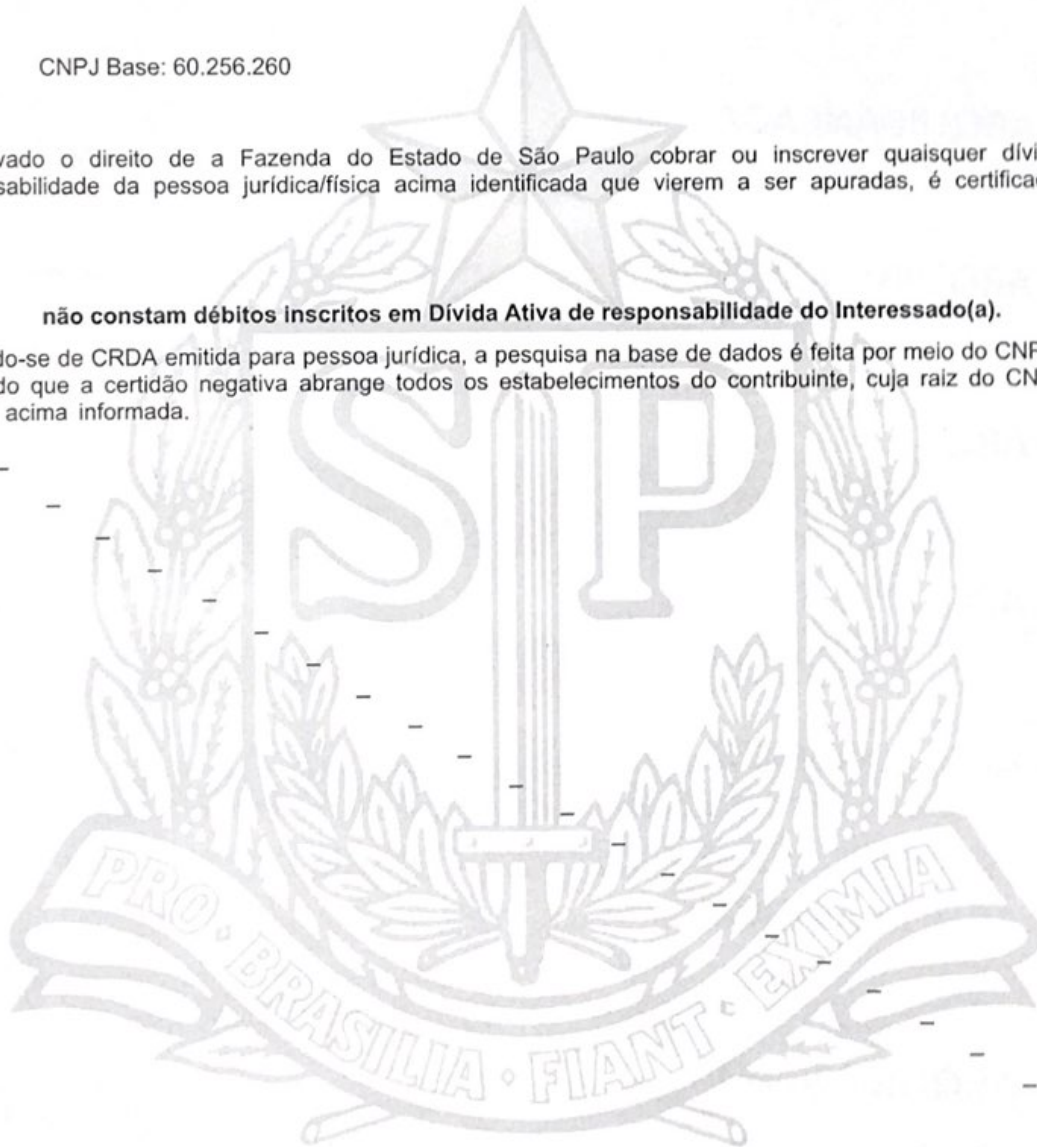 CNPJ Base: 60.256.260
vado o direito de a Fazenda do Estado de São Paulo cobrar ou inscrever quaisquer dívi
sabilidade da pessoa jurídica/física acima identificada que vierem a ser apuradas, é certifica
não constam débitos inscritos em Dívida Ativa de responsabilidade do Interessado(a).
do-se de CRDA emitida para pessoa jurídica, a pesquisa na base de dados é feita por meio do CNP
do que a certidão negativa abrange todos os estabelecimentos do contribuinte, cuja raiz do CN
acima informada.
SP
PRO BRASILIA FIANT EXIMIA